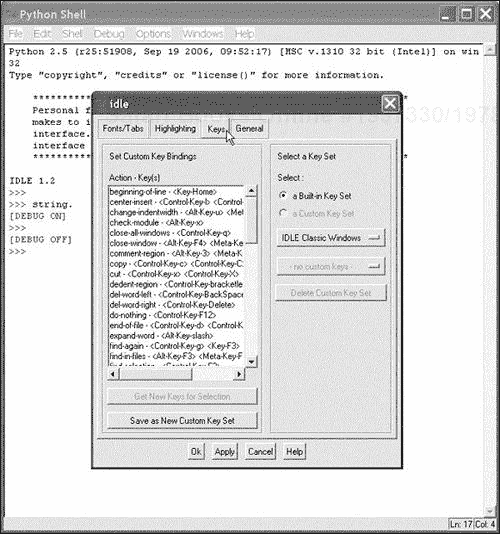 Python Shell
File Edit Shell Debug Options Windows Help
Python 2.5 (r25:51908, Sep 19 2006, 09:52:17) [MSC v.1310 32 bit (Intel)] on win
32
Type "copyright", "credits" or "license()" for more information.
****
Personal f
makes to i
interface.
interface
****
IDLE 1.2
>>>
>>> string.
[DEBUG ON]
>>>
[DEBUG OFF]
>>>
idle
Fonts/Tabs Highlighting Keys General
Set Custom Key Bindings
Action - Key(s)
beginning-of-line - <Key-Home>
center-insert - <Control-Key-b> <Control
change-indentwidth - <Alt-Key-u> <Met
check-module - <Alt-Key-x>
close-all-windows - <Control-Key-q>
close-window - <Alt-Key-F4> <Meta-Ke
comment-region - <Alt-Key-3> <Meta-K
copy - <Control-Key-c> <Control-Key-C
cut - <Control-Key-x> <Control-Key-X>
dedent-region - <Control-Key-bracketle
del-word-left - <Control-Key-BackSpace
del-word-right - <Control-Key-Delete>
do-nothing - <Control-Key-F12>
end-of-file - <Control-Key-d> <Control-K
expand-word - <Alt-Key-slash>
find-again - <Control-Key-g> <Key-F3>
find-in-files - <Alt-Key-F3> <Meta-Key-F
find-selection - <Control-Key-F3>
Get New Keys for Selection
Save as New Custom Key Set
Select a Key Set
Select :
a Built-in Key Set
a Custom Key Set
IDLE Classic Windows
- no custom keys -
Delete Custom Key Set
Ok Apply Cancel Help
Ln: 17 Col: 4